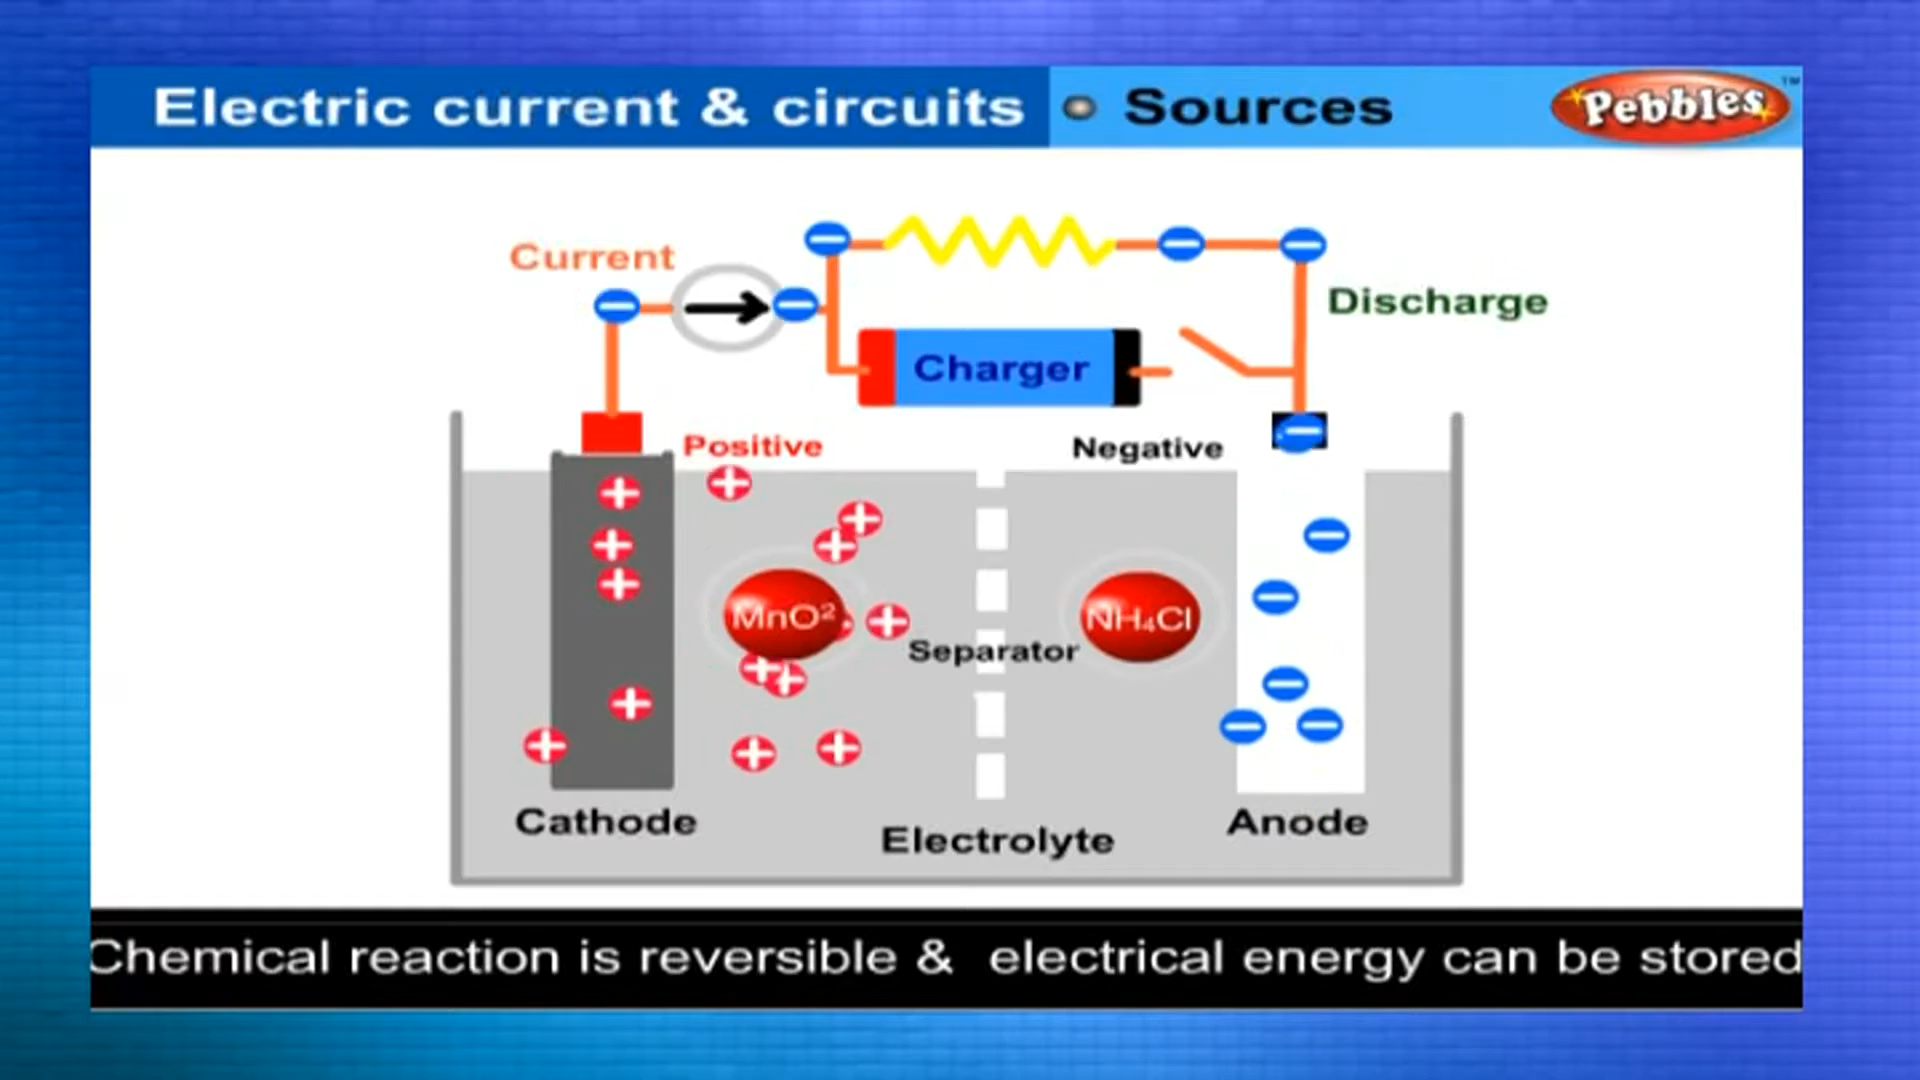 Electric current & circuits
Sources
Pebbles™
Current
Discharge
Charger
Positive
Negative
MnO²
NH₄Cl
Separator
Cathode
Electrolyte
Anode
Chemical reaction is reversible & electrical energy can be stored